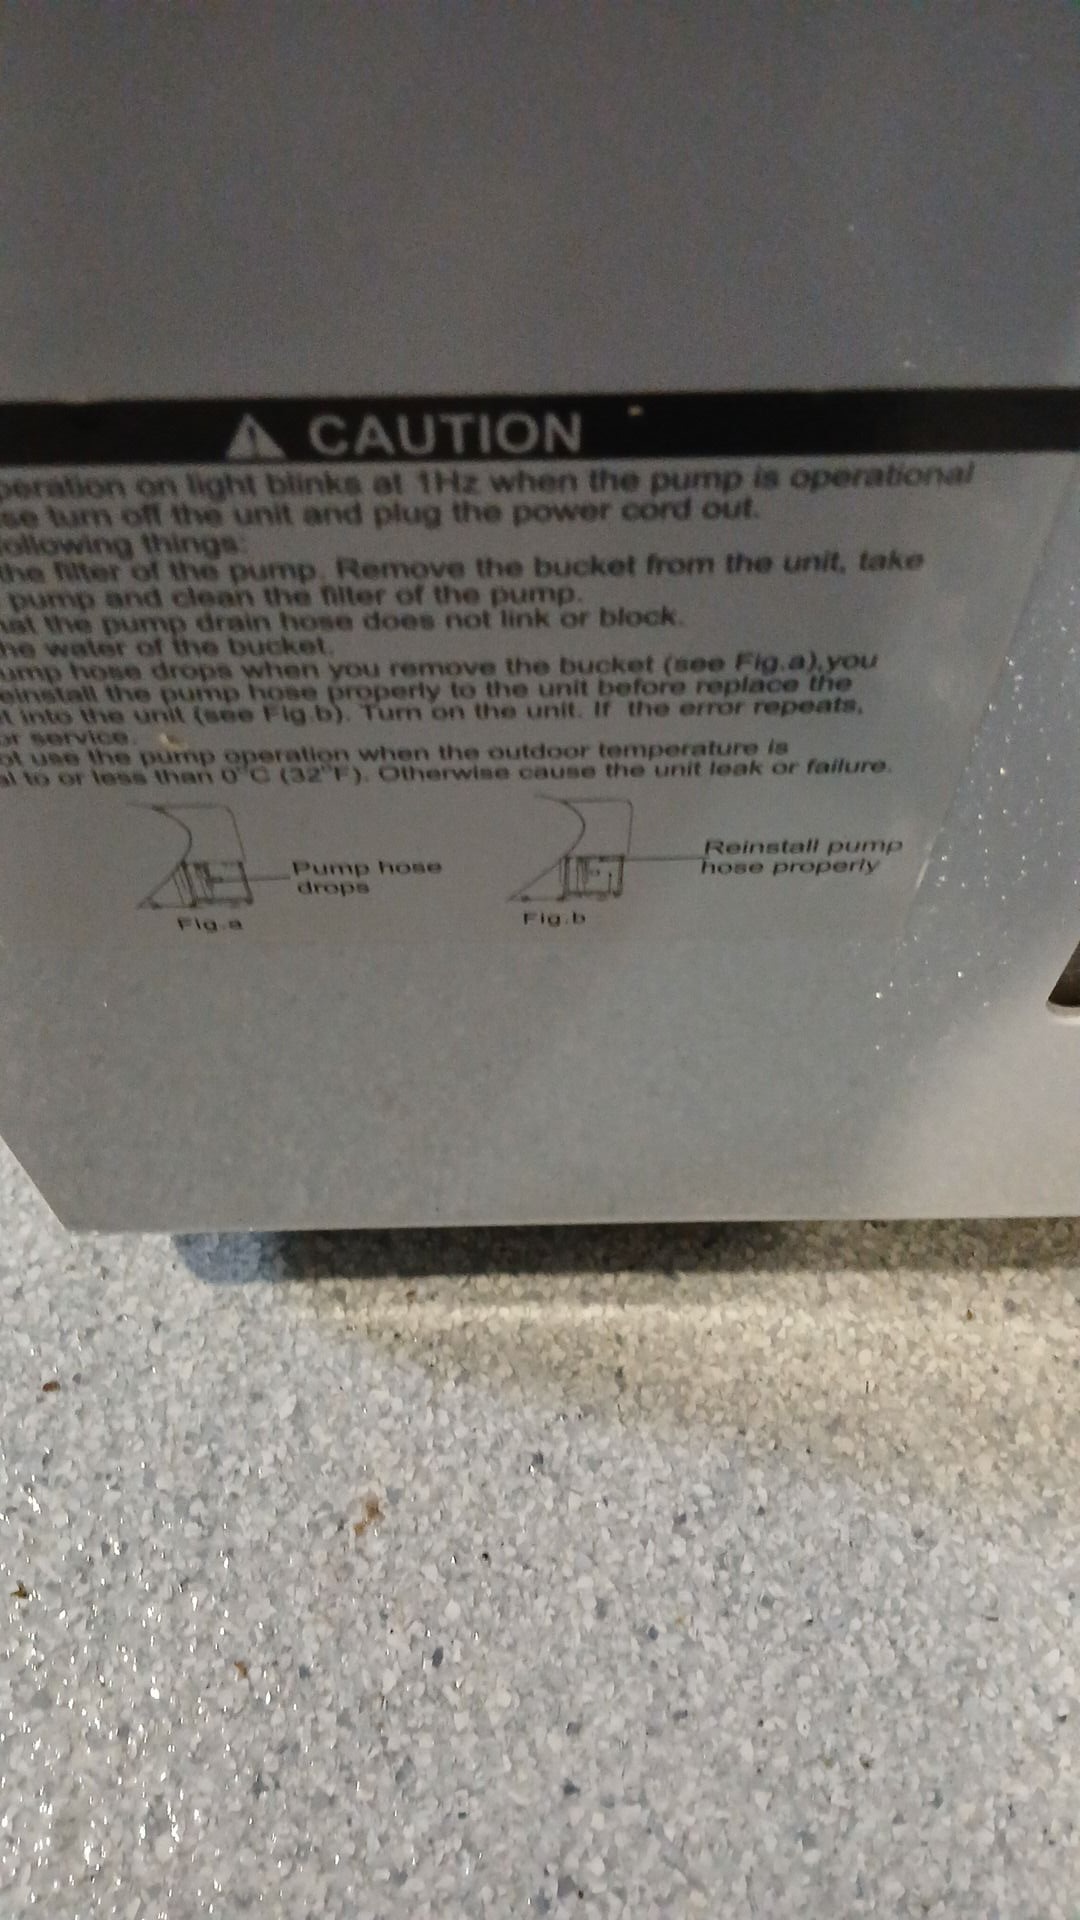 CAUTION
peration on light blinks at 1Hz when the pump is operational
se turn off the unit and plug the power cord out.
ollowing things:
the filter of the pump. Remove the bucket from the unit, take
pump and clean the filter of the pump.
hat the pump drain hose does not link or block.
he water of the bucket.
ump hose drops when you remove the bucket (see Fig.a),you
einstall the pump hose properly to the unit before replace the
t into the unit (see Fig.b). Turn on the unit. If the error repeats,
or service.
ot use the pump operation when the outdoor temperature is
al to or less than 0°C (32°F). Otherwise cause the unit leak or failure.
Pump hose
drops
Fig.a
Reinstall pump
hose properly
Fig.b